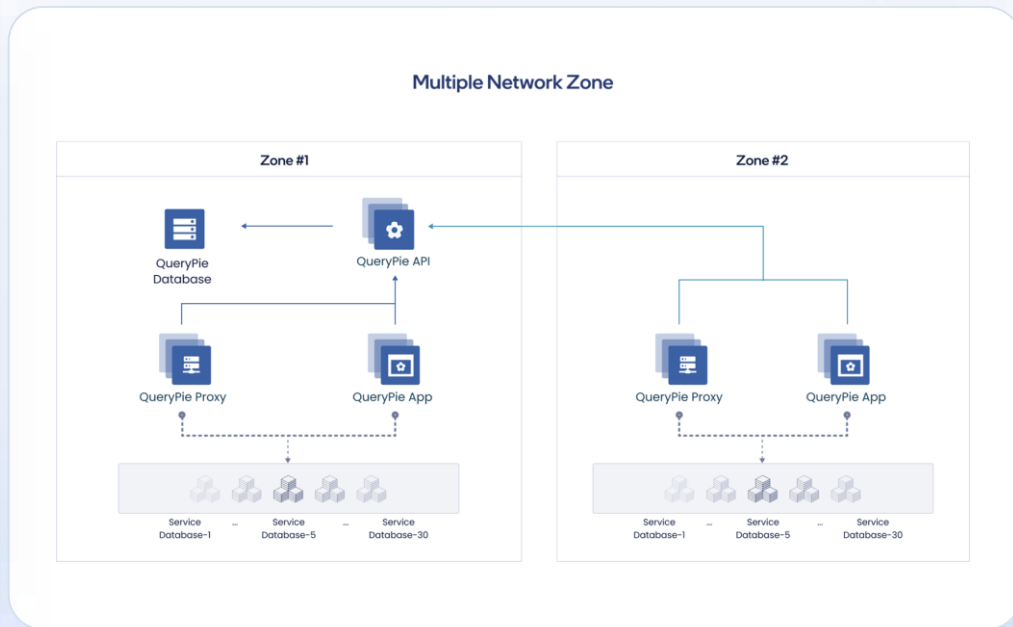 Multiple Network Zone
Zone #1
Zone #2
QueryPie
Database
QueryPie API
QueryPie Proxy
QueryPie App
QueryPie Proxy
QueryPie App
Service
Database-1
...
Service
Database-5
...
Service
Database-30
Service
Database-1
...
Service
Database-5
...
Service
Database-30